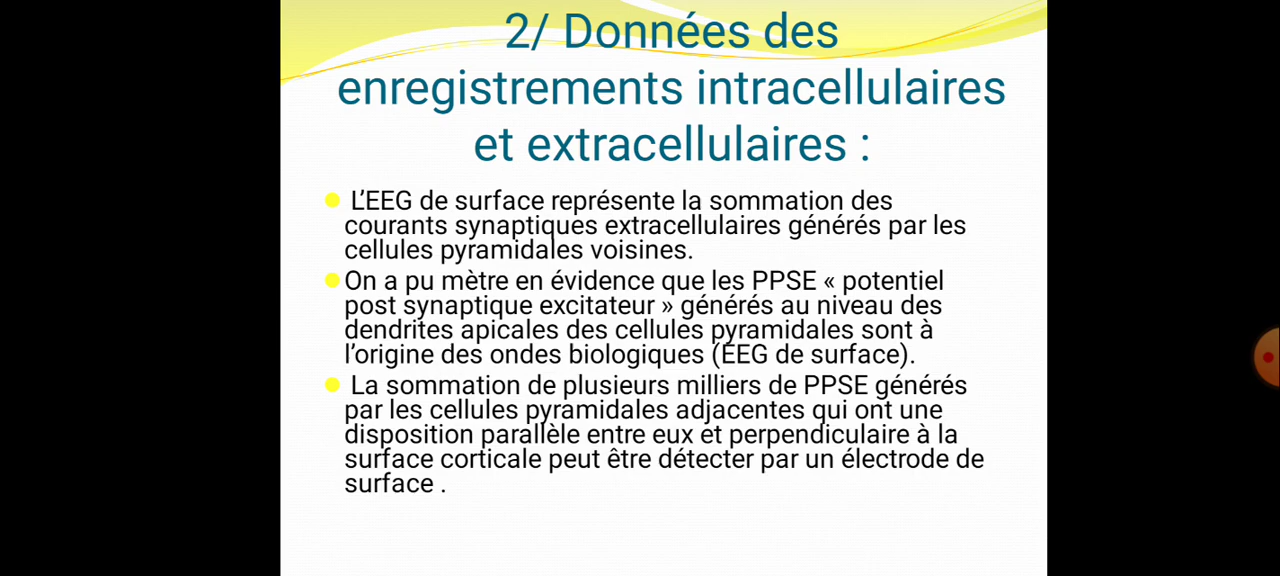 2/ Données des
enregistrements intracellulaires
et extracellulaires :
L’EEG de surface représente la sommation des
courants synaptiques extracellulaires générés par les
cellules pyramidales voisines.
On a pu mètre en évidence que les PPSE « potentiel
post synaptique excitateur » générés au niveau des
dendrites apicales des cellules pyramidales sont à
l’origine des ondes biologiques (EEG de surface).
La sommation de plusieurs milliers de PPSE générés
par les cellules pyramidales adjacentes qui ont une
disposition parallèle entre eux et perpendiculaire à la
surface corticale peut être détecter par un électrode de
surface .